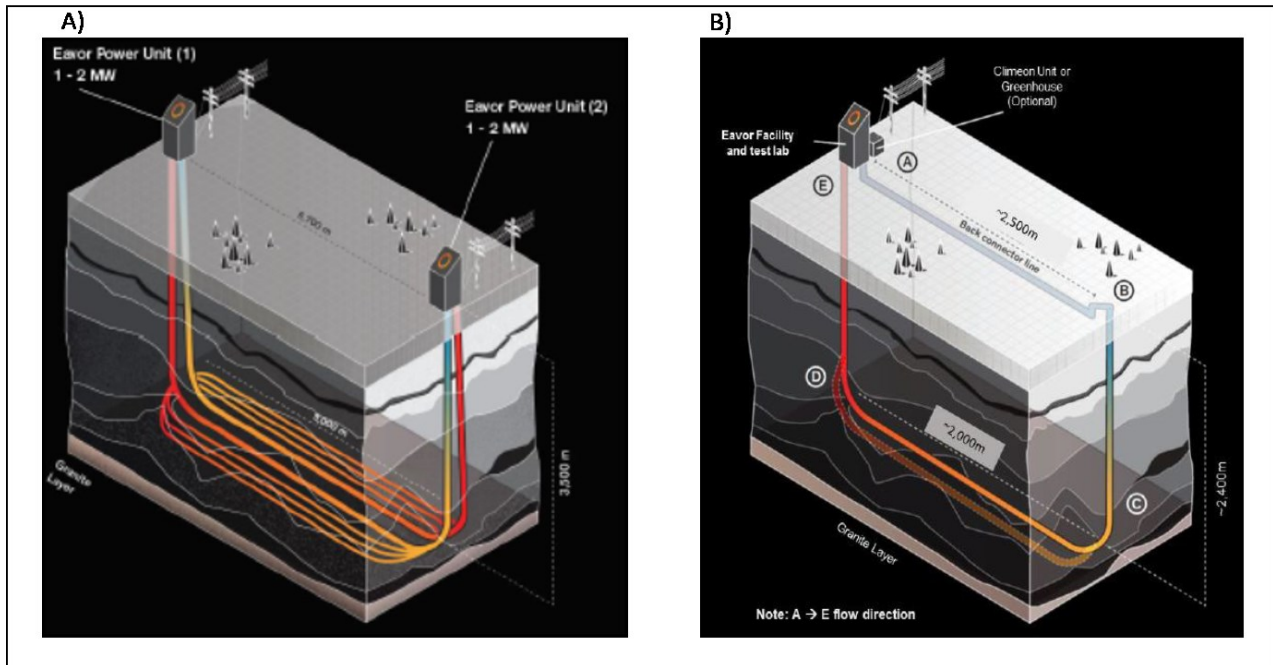 A)
Eavor Power Unit (1)
1 - 2 MW
Eavor Power Unit (2)
1 - 2 MW
5,000 m
3,500 m
Granite
Layer
B)
Climeon Unit or
Greenhouse
(Optional)
Eavor Facility
and test lab
A
E
~2,500m
Back connector line
B
D
~2,000m
C
~2,400m
Granite Layer
Note: A → E flow direction